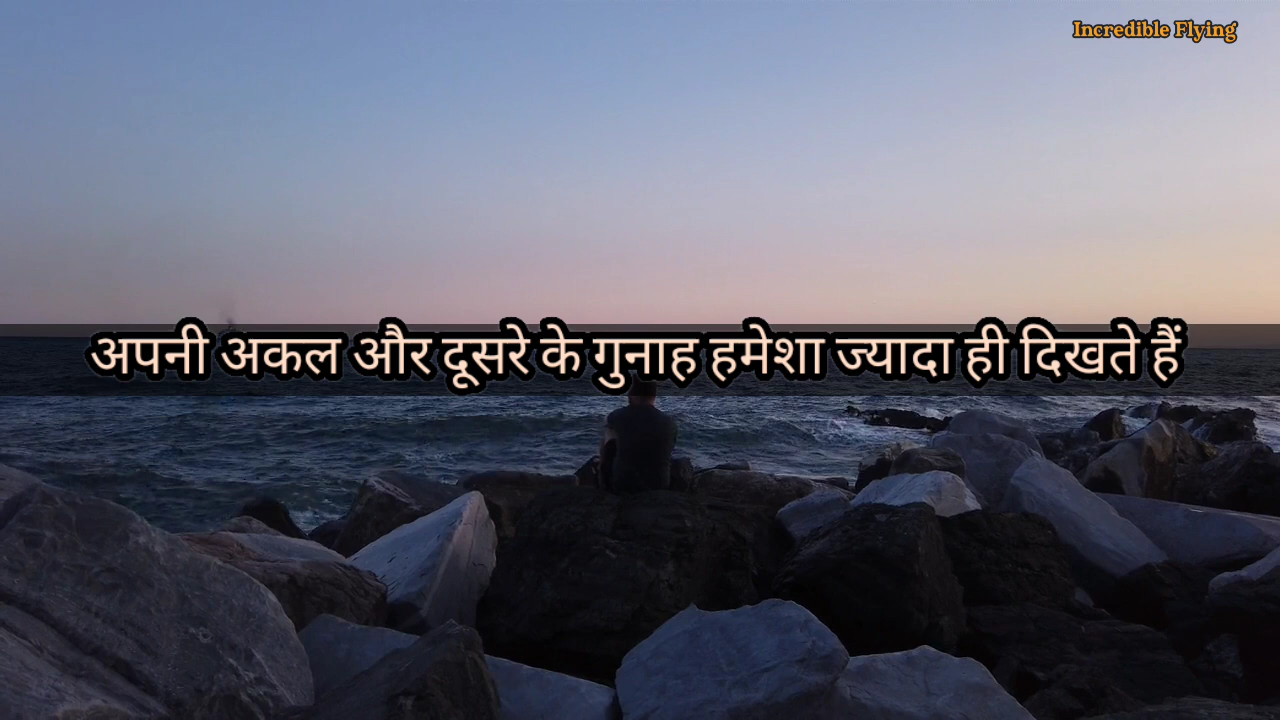 Incredible Flying
अपनी अकल और दूसरे के गुनाह हमेशा ज्यादा ही दिखते हैं